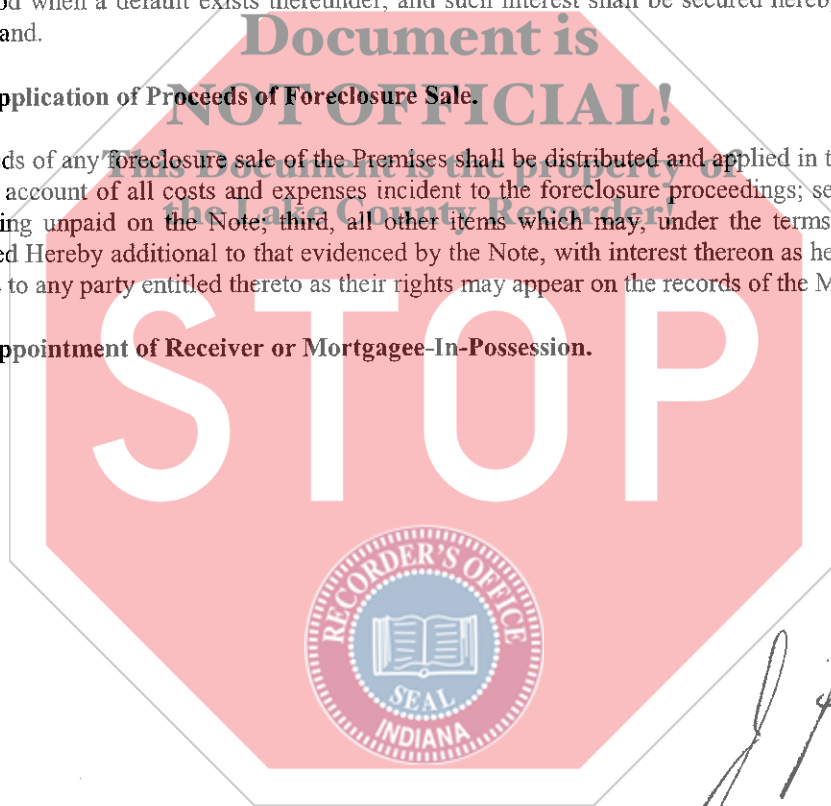 od when a default exists thereunder, and such interest shall be secured hereb
and.
Document is
NOT OFFICIAL!
pplication of Proceeds of Foreclosure Sale.
This Document is the property of
the Lake County Recorder!
ds of any foreclosure sale of the Premises shall be distributed and applied in t
account of all costs and expenses incident to the foreclosure proceedings; se
ing unpaid on the Note; third, all other items which may, under the terms
ed Hereby additional to that evidenced by the Note, with interest thereon as he
to any party entitled thereto as their rights may appear on the records of the M
ppointment of Receiver or Mortgagee-In-Possession.
STOP
RECORDER'S OFFICE
SEAL
INDIANA